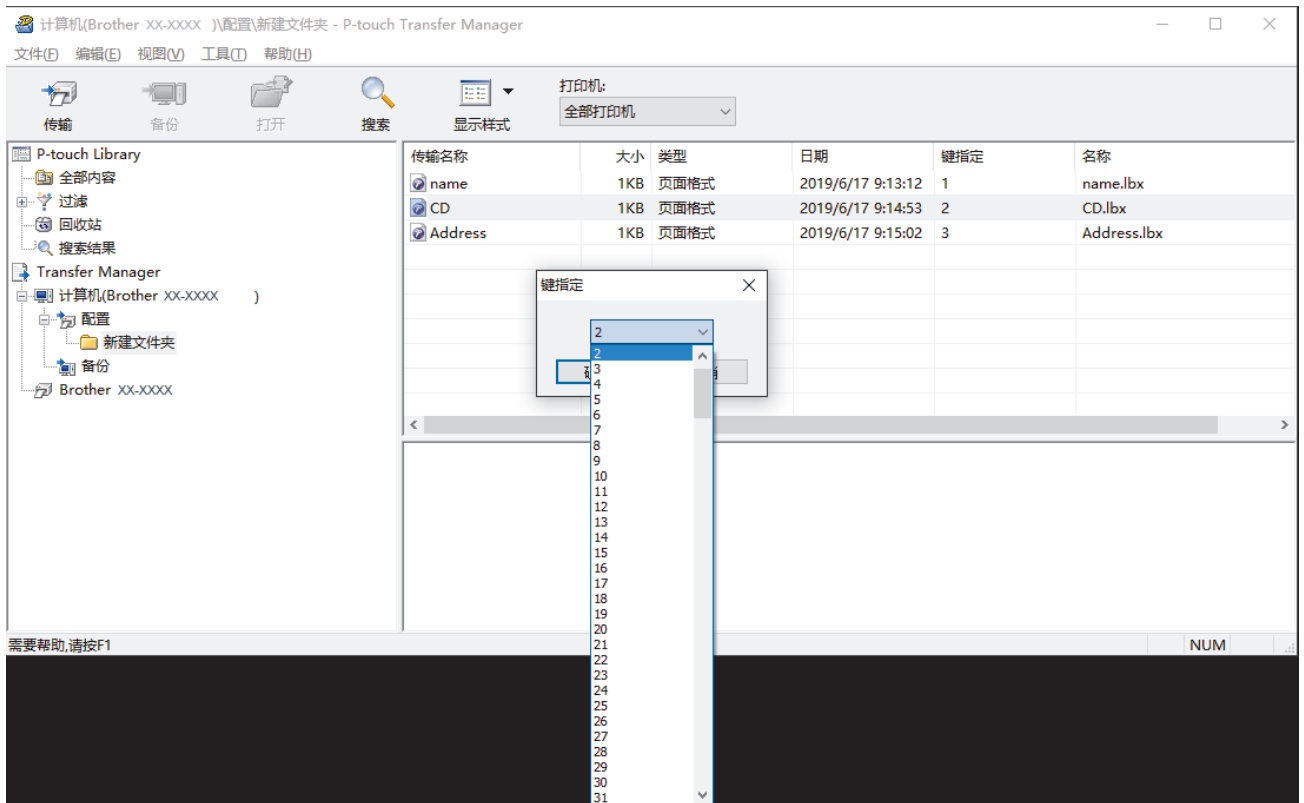 计算机(Brother XX-XXXX )\配置\新建文件夹 - P-touch Transfer Manager
文件(F) 编辑(E) 视图(V) 工具(T) 帮助(H)
传输 备份 打开 搜索 显示样式
打印机:
全部打印机
P-touch Library
全部内容
过滤
回收站
搜索结果
Transfer Manager
计算机(Brother XX-XXXX )
配置
新建文件夹
备份
Brother XX-XXXX
传输名称 大小 类型 日期 键指定 名称
name 1KB 页面格式 2019/6/17 9:13:12 1 name.lbx
CD 1KB 页面格式 2019/6/17 9:14:53 2 CD.lbx
Address 1KB 页面格式 2019/6/17 9:15:02 3 Address.lbx
键指定
2
2
3
4
5
6
7
8
9
10
11
12
13
14
15
16
17
18
19
20
21
22
23
24
25
26
27
28
29
30
31
需要帮助,请按F1 NUM